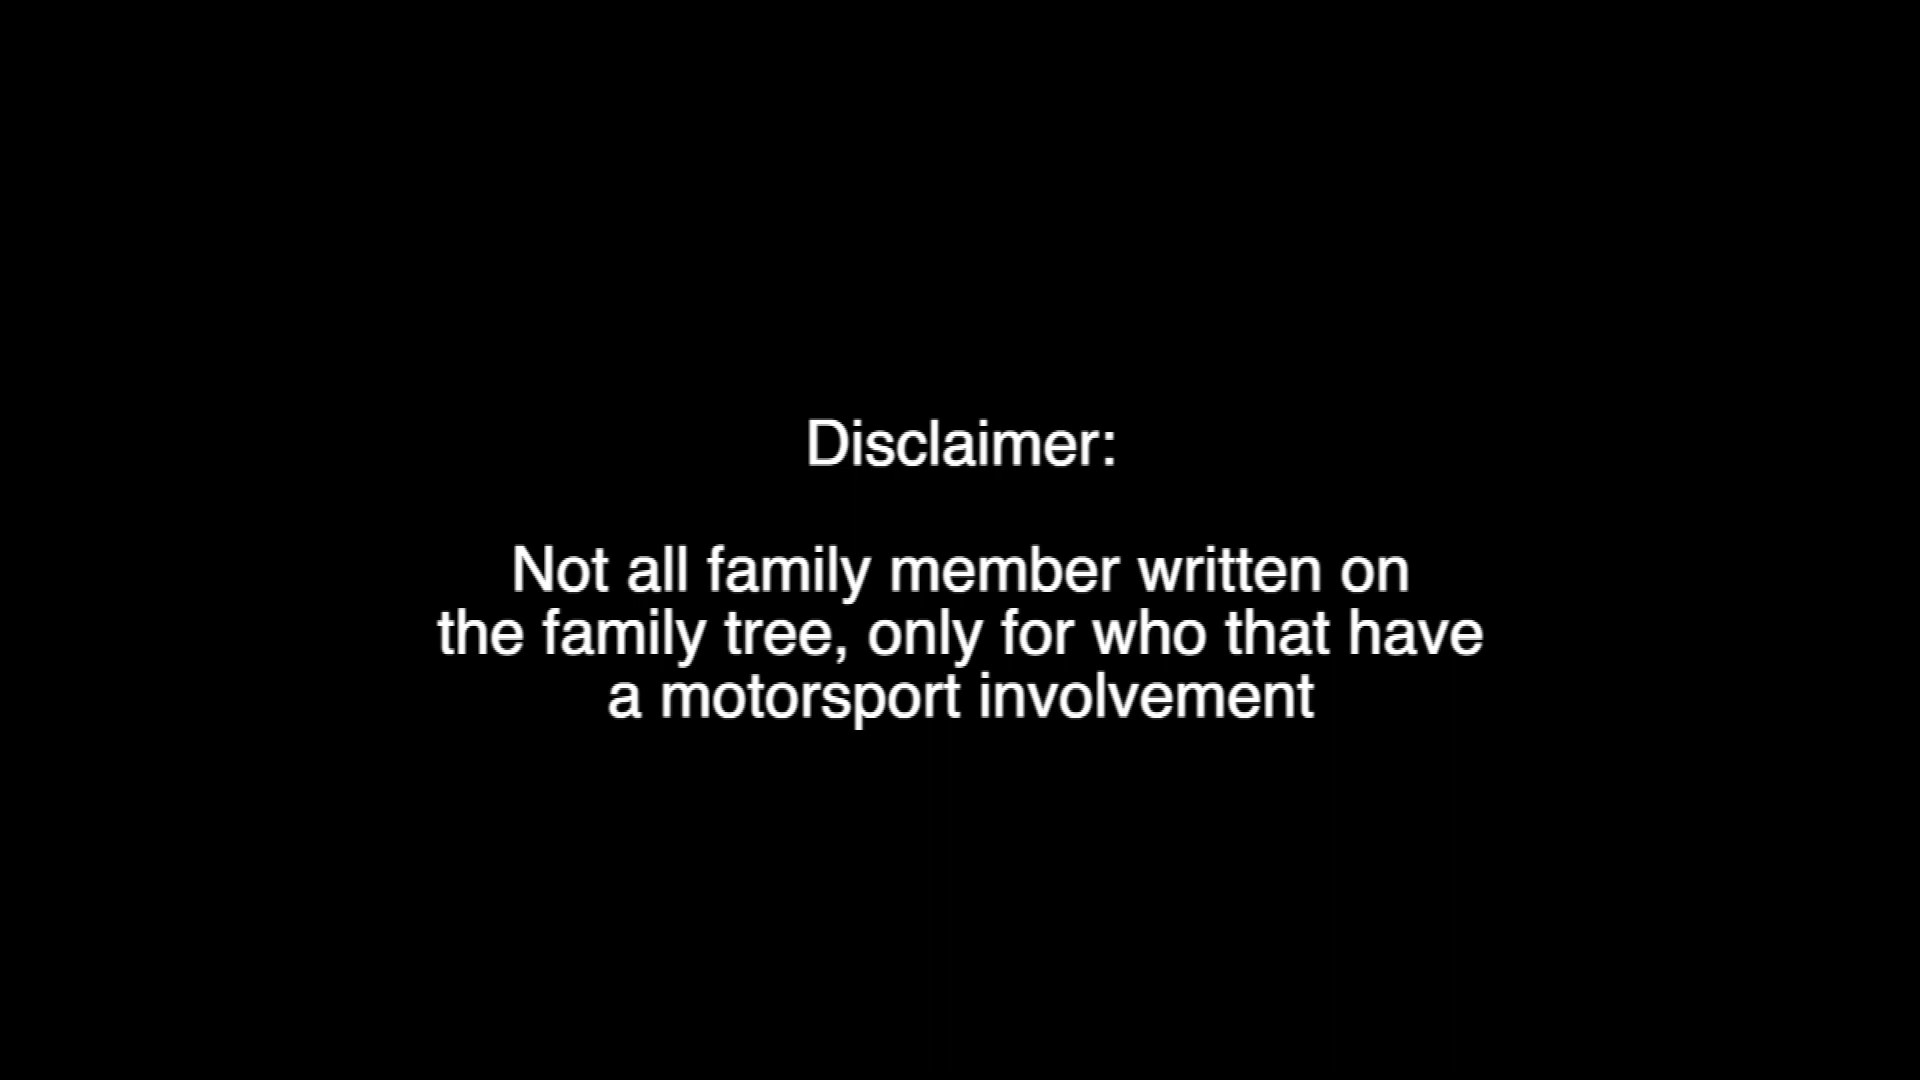 Disclaimer:
Not all family member written on
the family tree, only for who that have
a motorsport involvement